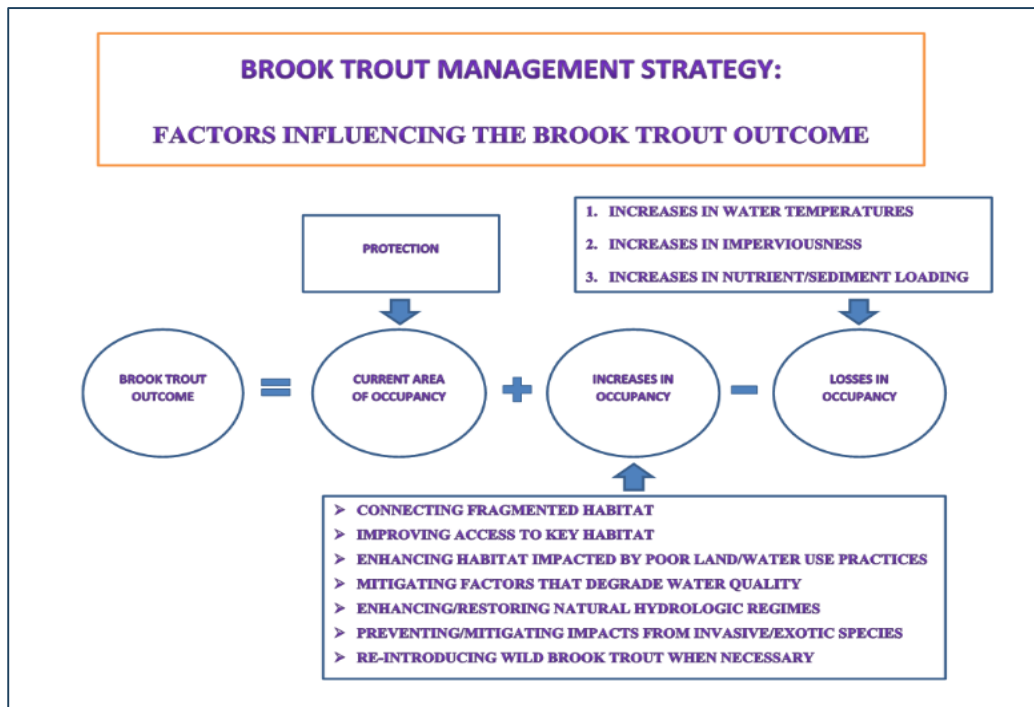 BROOK TROUT MANAGEMENT STRATEGY:
FACTORS INFLUENCING THE BROOK TROUT OUTCOME
PROTECTION
1. INCREASES IN WATER TEMPERATURES
2. INCREASES IN IMPERVIOUSNESS
3. INCREASES IN NUTRIENT/SEDIMENT LOADING
BROOK TROUT
OUTCOME
=
CURRENT AREA
OF OCCUPANCY
+
INCREASES IN
OCCUPANCY
-
LOSSES IN
OCCUPANCY
➢ CONNECTING FRAGMENTED HABITAT
➢ IMPROVING ACCESS TO KEY HABITAT
➢ ENHANCING HABITAT IMPACTED BY POOR LAND/WATER USE PRACTICES
➢ MITIGATING FACTORS THAT DEGRADE WATER QUALITY
➢ ENHANCING/RESTORING NATURAL HYDROLOGIC REGIMES
➢ PREVENTING/MITIGATING IMPACTS FROM INVASIVE/EXOTIC SPECIES
➢ RE-INTRODUCING WILD BROOK TROUT WHEN NECESSARY